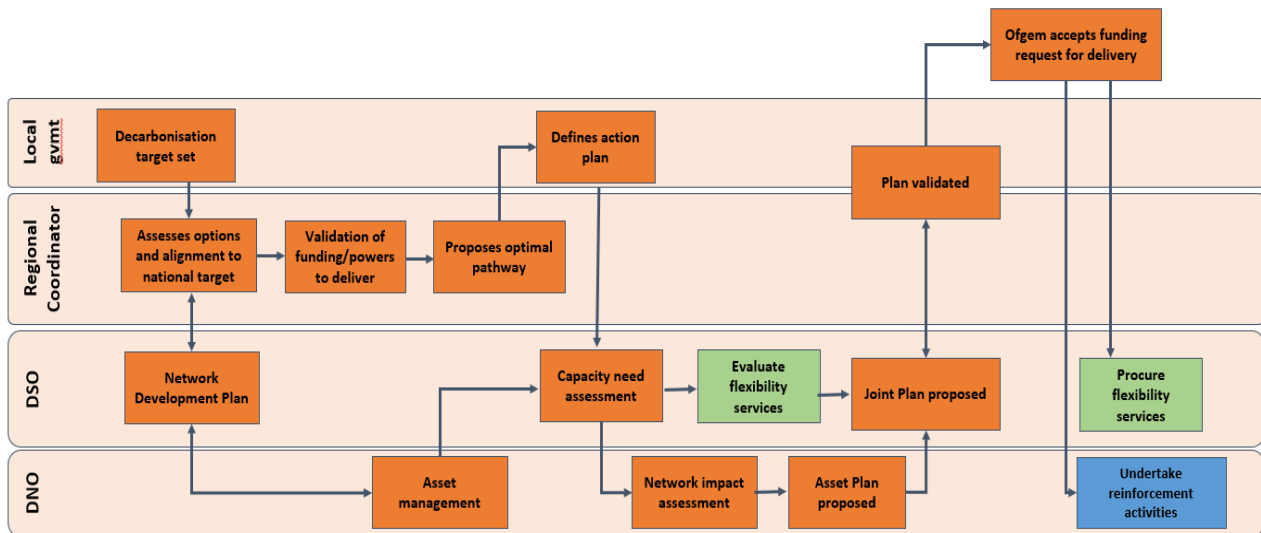 Ofgem accepts funding
request for delivery
Local
gvmt
Decarbonisation
target set
Defines action
plan
Plan validated
Regional
Coordinator
Assesses options
and alignment to
national target
Validation of
funding/powers
to deliver
Proposes optimal
pathway
DSO
Network
Development Plan
Capacity need
assessment
Evaluate
flexibility
services
Joint Plan proposed
Procure
flexibility
services
DNO
Asset
management
Network impact
assessment
Asset Plan
proposed
Undertake
reinforcement
activities